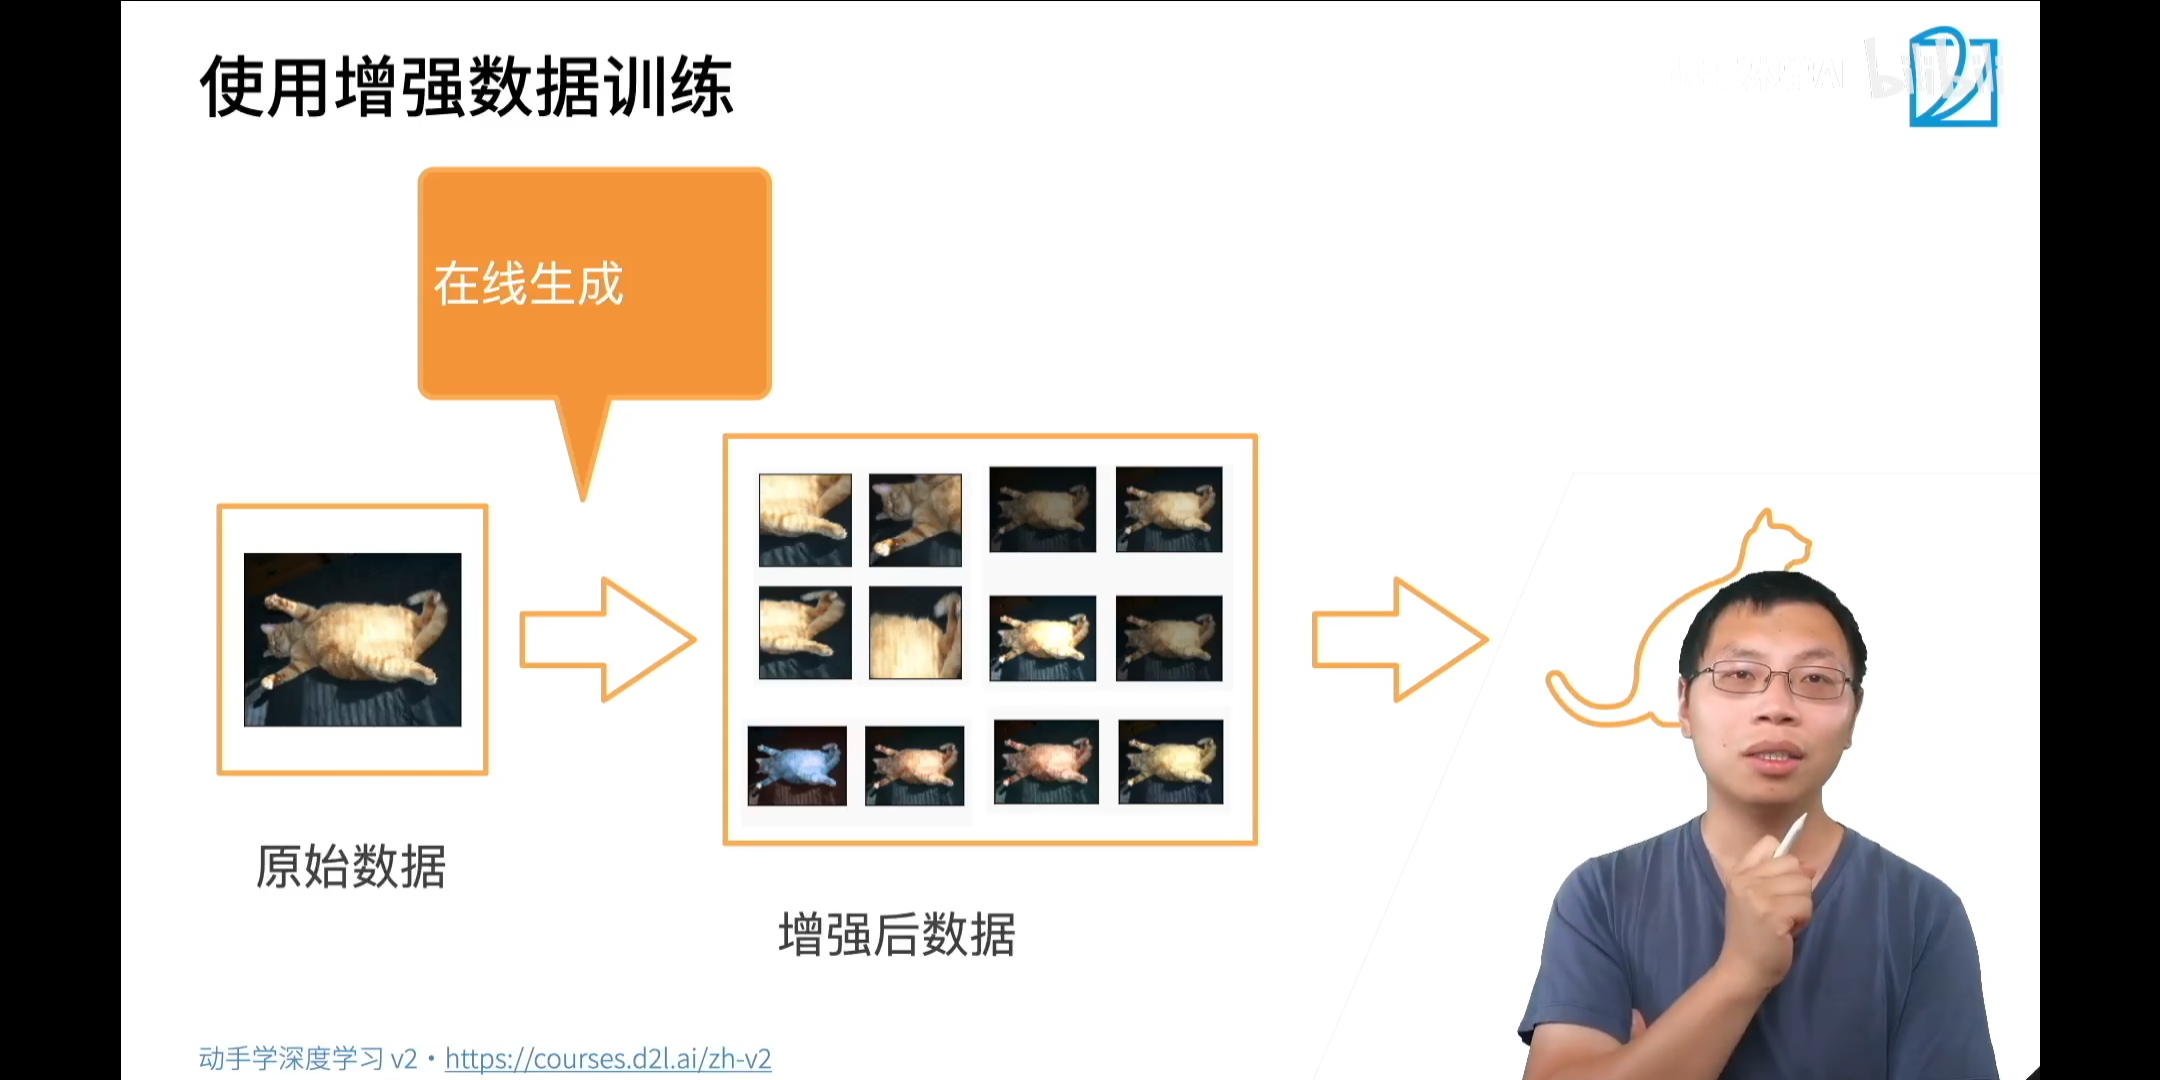 使用增强数据训练
bilibili
在线生成
原始数据
增强后数据
动手学深度学习 v2 • https://courses.d2l.ai/zh-v2